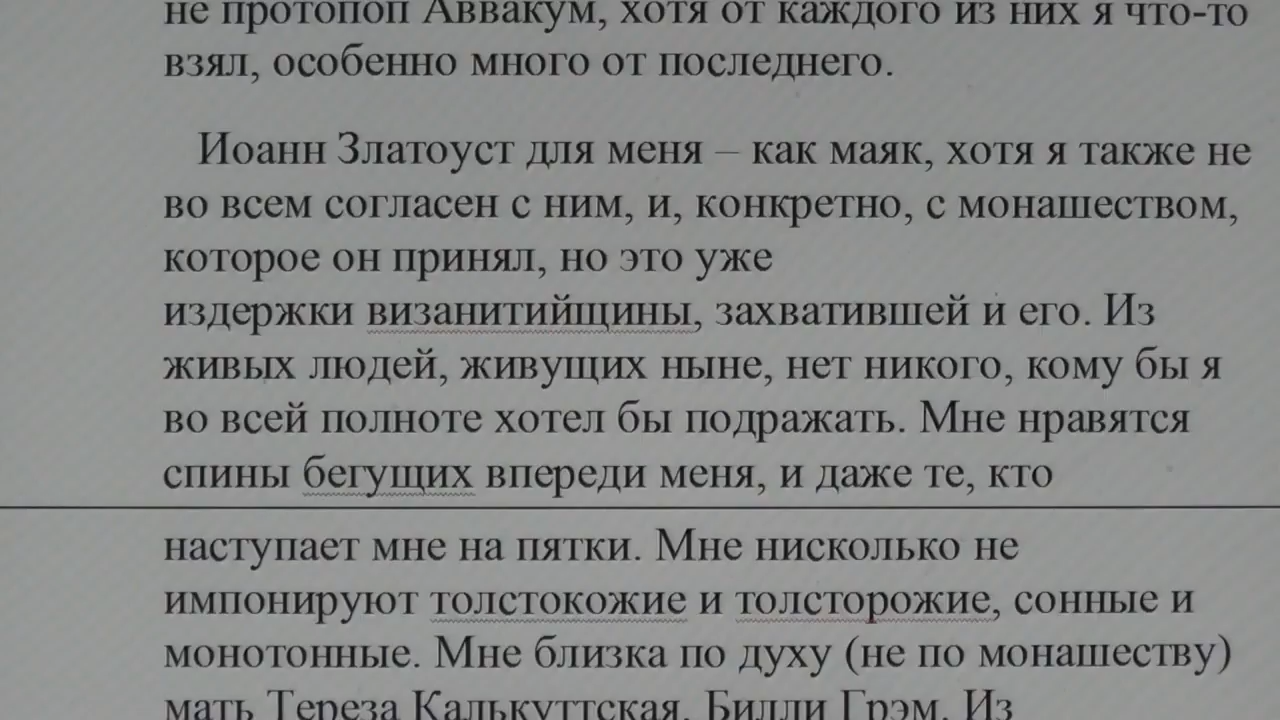 не протопоп Аввакум, хотя от каждого из них я что-то
взял, особенно много от последнего.
Иоанн Златоуст для меня – как маяк, хотя я также не
во всем согласен с ним, и, конкретно, с монашеством,
которое он принял, но это уже
издержки византитийщины, захватившей и его. Из
живых людей, живущих ныне, нет никого, кому бы я
во всей полноте хотел бы подражать. Мне нравятся
спины бегущих впереди меня, и даже те, кто
наступает мне на пятки. Мне нисколько не
импонируют толстокожие и толсторожие, сонные и
монотонные. Мне близка по духу (не по монашеству)
мать Тереза Калькуттская, Билли Грэм. Из